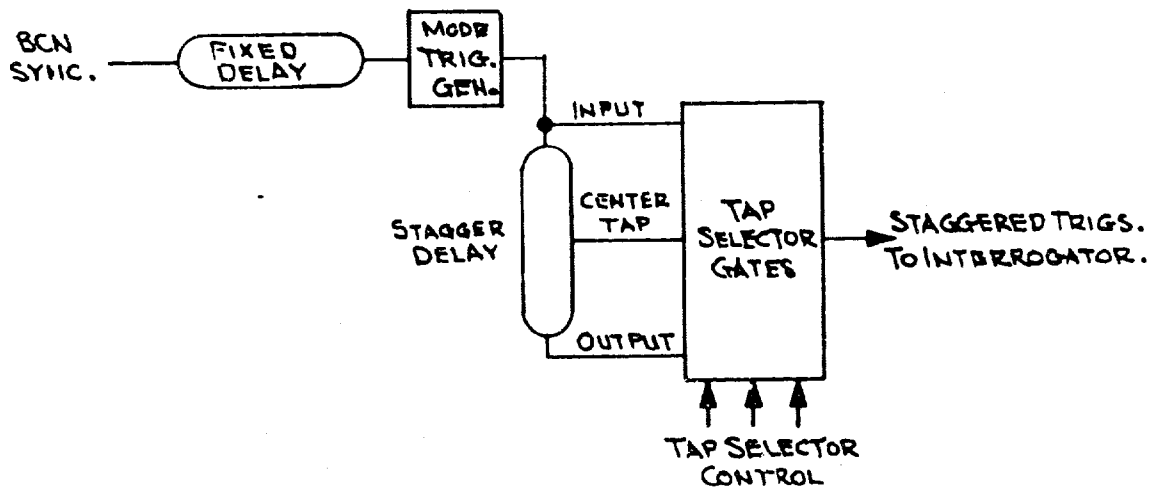 BCN
SYNC.
FIXED
DELAY
MODE
TRIG.
GEN.
INPUT
STAGGER
DELAY
CENTER
TAP
OUTPUT
TAP
SELECTOR
GATES
STAGGERED TRIGS.
TO INTERROGATOR.
TAP SELECTOR
CONTROL